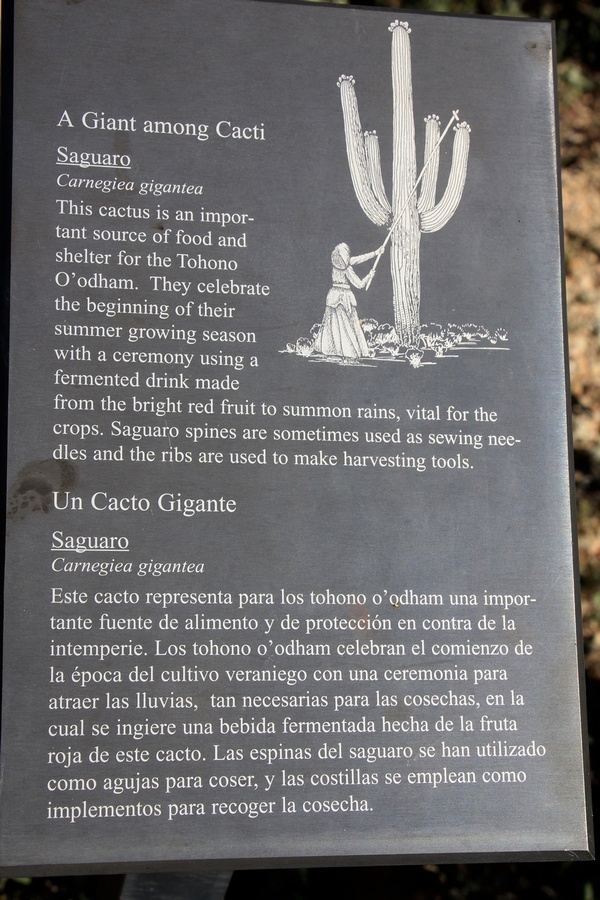 A Giant among Cacti
Saguaro
Carnegiea gigantea
This cactus is an impor-
tant source of food and
shelter for the Tohono
O'odham.  They celebrate
the beginning of their
summer growing season
with a ceremony using a
fermented drink made
from the bright red fruit to summon rains, vital for the
crops. Saguaro spines are sometimes used as sewing nee-
dles and the ribs are used to make harvesting tools.
Un Cacto Gigante
Saguaro
Carnegiea gigantea
Este cacto representa para los tohono o'odham una impor-
tante fuente de alimento y de protección en contra de la
intemperie. Los tohono o'odham celebran el comienzo de
la época del cultivo veraniego con una ceremonia para
atraer las lluvias,  tan necesarias para las cosechas, en la
cual se ingiere una bebida fermentada hecha de la fruta
roja de este cacto. Las espinas del saguaro se han utilizado
como agujas para coser, y las costillas se emplean como
implementos para recoger la cosecha.